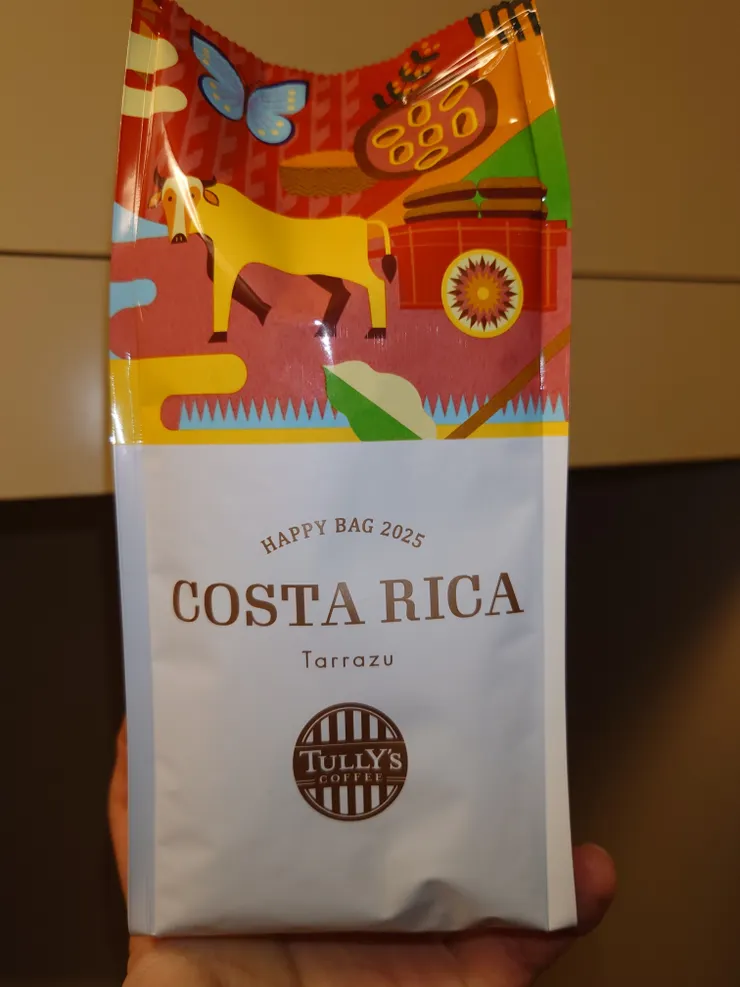 HAPPY BAG 2025
COSTA RICA
Tarrazu
TULLY'S
COFFEE